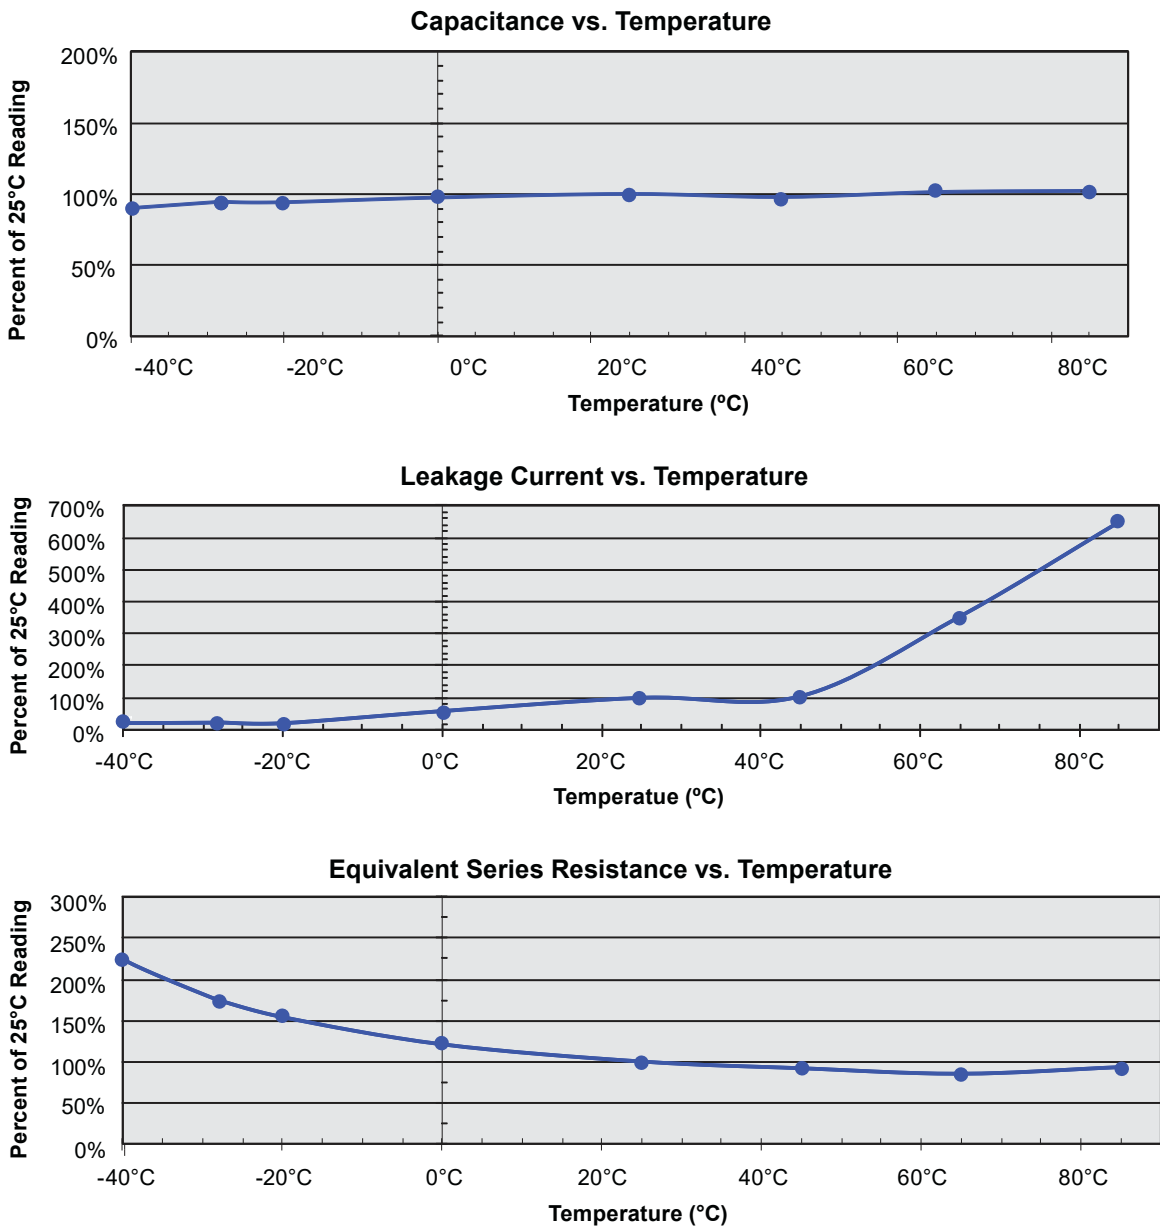 Capacitance vs. Temperature
Percent of 25°C Reading
200%
150%
100%
50%
0%
-40°C -20°C 0°C 20°C 40°C 60°C 80°C
Temperature (ºC)
Leakage Current vs. Temperature
Percent of 25°C Reading
700%
600%
500%
400%
300%
200%
100%
0%
-40°C -20°C 0°C 20°C 40°C 60°C 80°C
Temperatue (ºC)
Equivalent Series Resistance vs. Temperature
Percent of 25°C Reading
300%
250%
200%
150%
100%
50%
0%
-40°C -20°C 0°C 20°C 40°C 60°C 80°C
Temperature (°C)